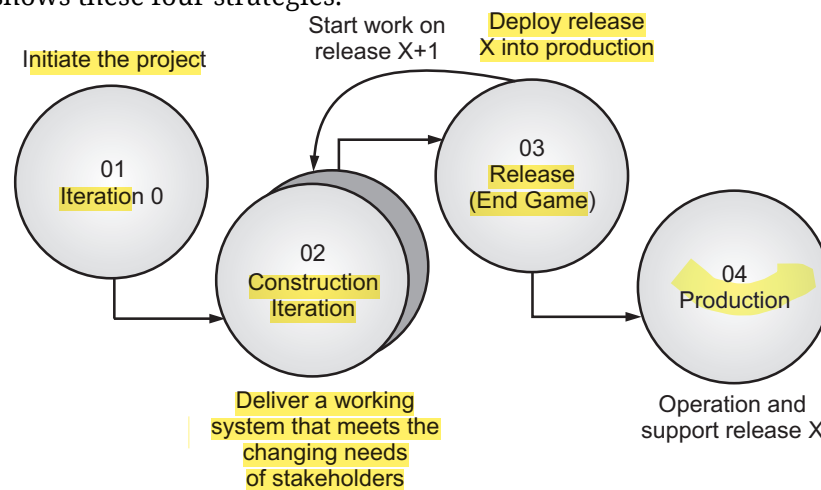 shows these four strategies.
Initiate the project
Start work on
release X+1
Deploy release
X into production
01
Iteration 0
02
Construction
Iteration
03
Release
(End Game)
04
Production
Deliver a working
system that meets the
changing needs
of stakeholders
Operation and
support release X